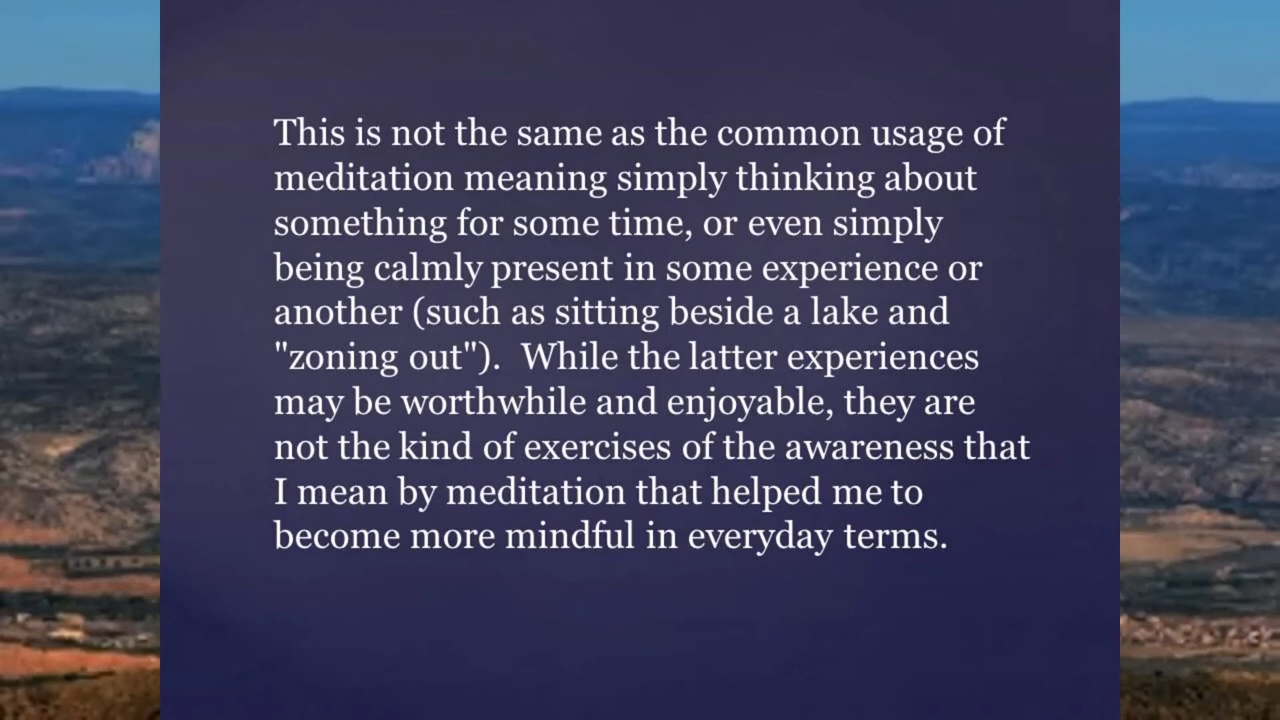 This is not the same as the common usage of
meditation meaning simply thinking about
something for some time, or even simply
being calmly present in some experience or
another (such as sitting beside a lake and
"zoning out").  While the latter experiences
may be worthwhile and enjoyable, they are
not the kind of exercises of the awareness that
I mean by meditation that helped me to
become more mindful in everyday terms.